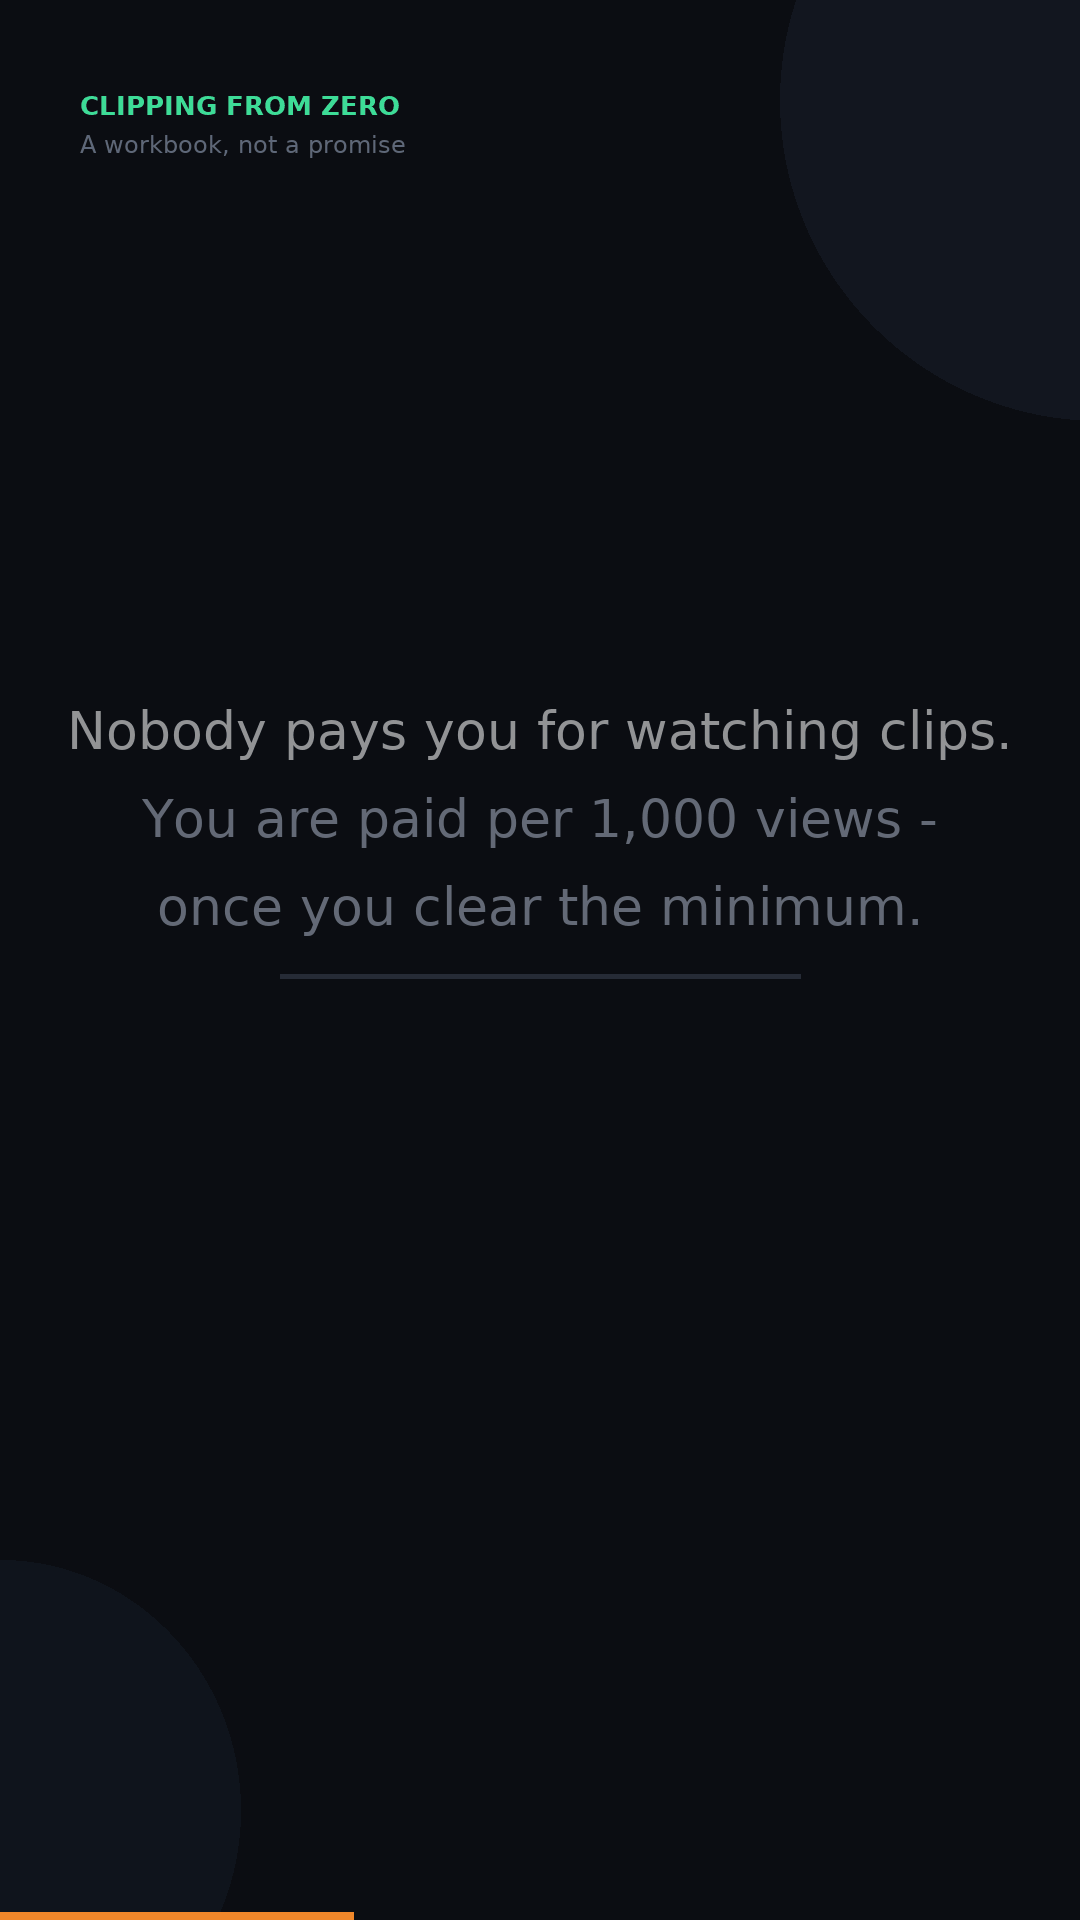 CLIPPING FROM ZERO
A workbook, not a promise
Nobody pays you for watching clips.
You are paid per 1,000 views -
once you clear the minimum.